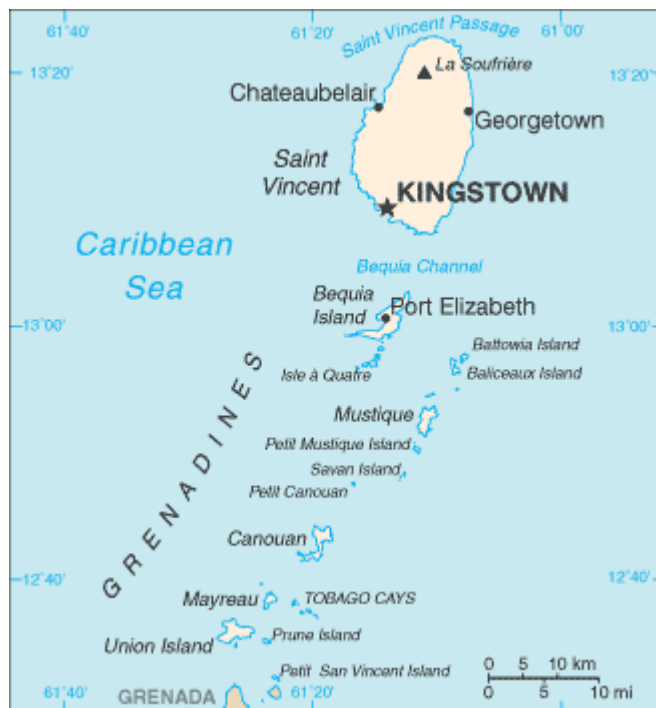 61°40'
61°20'
61°00'
Saint Vincent Passage
13°20'
La Soufrière
13°20'
Chateaubelair
Georgetown
Saint
Vincent
KINGSTOWN
Caribbean
Sea
Bequia Channel
Bequia
Island
Port Elizabeth
13°00'
13°00'
Battowia Island
Isle à Quatre
Baliceaux Island
GRENADINES
Mustique
Petit Mustique Island
Savan Island
Petit Canouan
Canouan
12°40'
12°40'
Mayreau
TOBAGO CAYS
Union Island
Prune Island
Petit San Vincent Island
0 5 10 km
0 5 10 mi
GRENADA
61°40'
61°20'